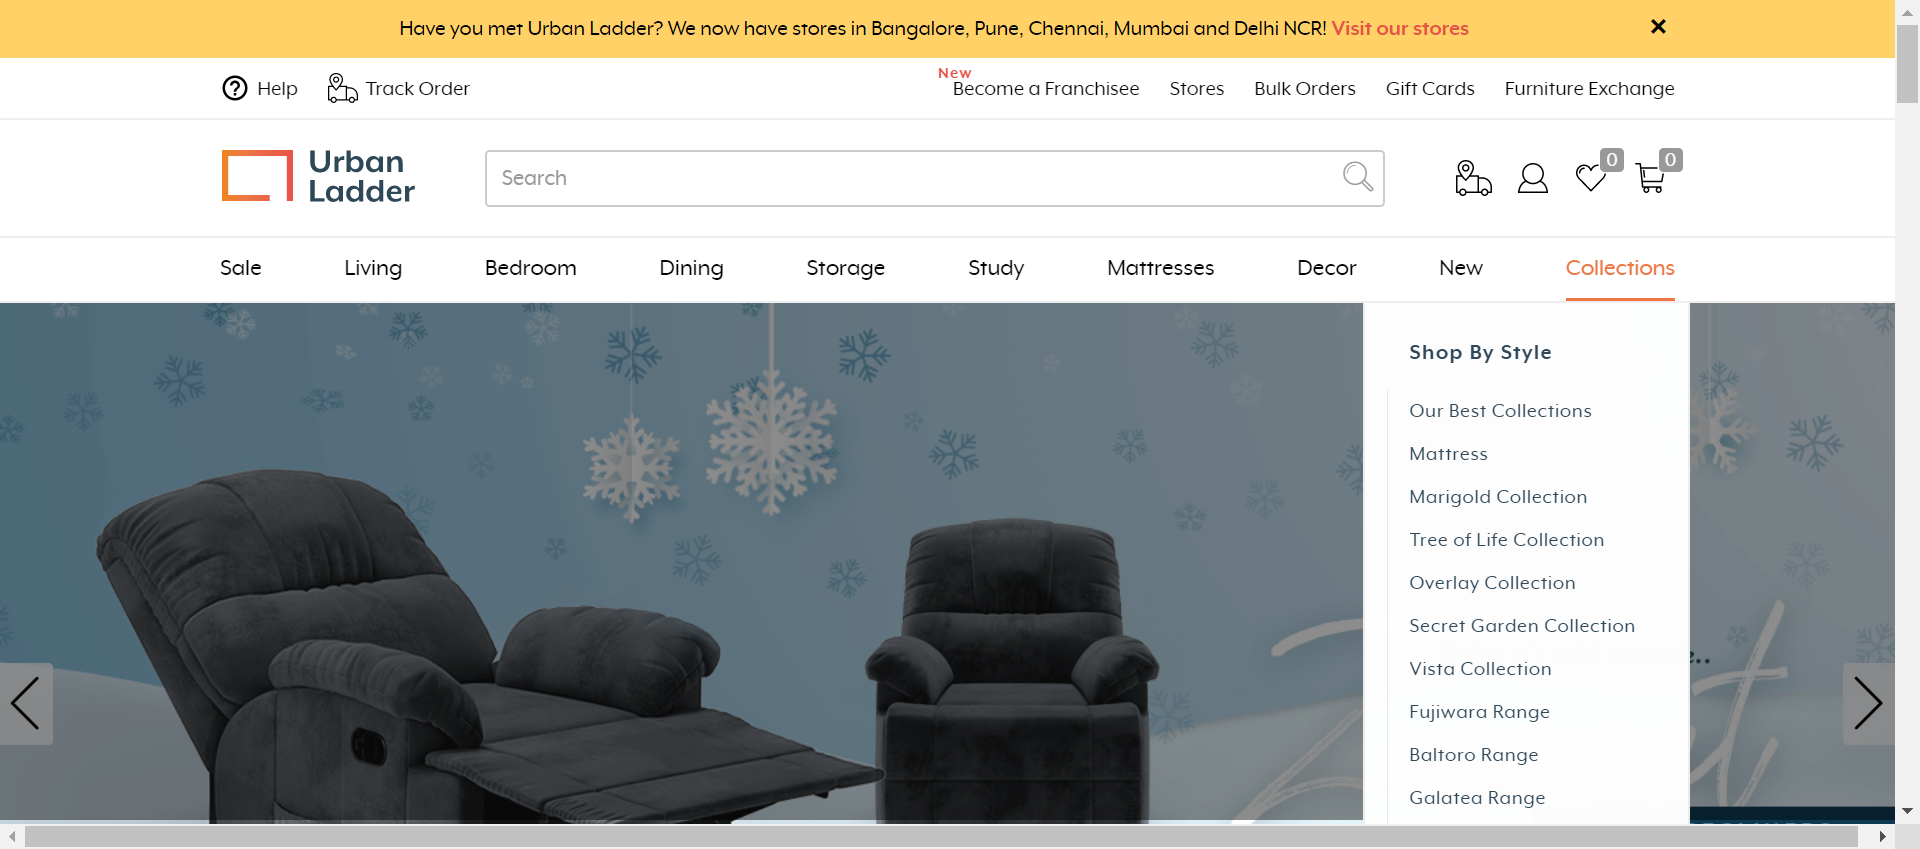 Have you met Urban Ladder? We now have stores in Bangalore, Pune, Chennai, Mumbai and Delhi NCR! Visit our stores
Help
Track Order
New
Become a Franchisee
Stores
Bulk Orders
Gift Cards
Furniture Exchange
Urban
Ladder
Search
0
0
Sale
Living
Bedroom
Dining
Storage
Study
Mattresses
Decor
New
Collections
Shop By Style
Our Best Collections
Mattress
Marigold Collection
Tree of Life Collection
Overlay Collection
Secret Garden Collection
Vista Collection
Fujiwara Range
Baltoro Range
Galatea Range